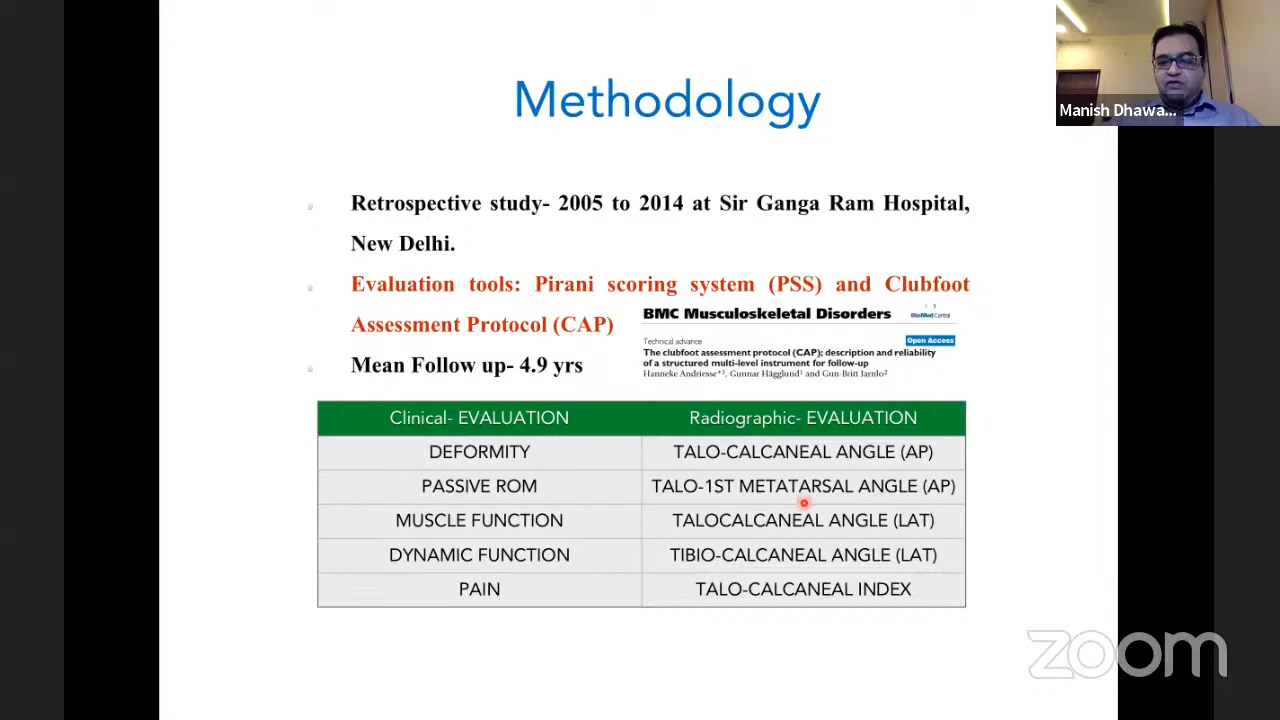 Methodology
Manish Dhawa...
Retrospective study- 2005 to 2014 at Sir Ganga Ram Hospital,
New Delhi.
Evaluation tools: Pirani scoring system (PSS) and Clubfoot
Assessment Protocol (CAP)
Mean Follow up- 4.9 yrs
BMC Musculoskeletal Disorders
BioMed Central
Technical advance
Open Access
The clubfoot assessment protocol (CAP); description and reliability
of a structured multi-level instrument for follow-up
Hanneke Andriesse*1, Gunnar Hägglund1 and Gun-Britt Jarnlo2
Clinical- EVALUATION Radiographic- EVALUATION
DEFORMITY TALO-CALCANEAL ANGLE (AP)
PASSIVE ROM TALO-1ST METATARSAL ANGLE (AP)
MUSCLE FUNCTION TALOCALCANEAL ANGLE (LAT)
DYNAMIC FUNCTION TIBIO-CALCANEAL ANGLE (LAT)
PAIN TALO-CALCANEAL INDEX
zoom